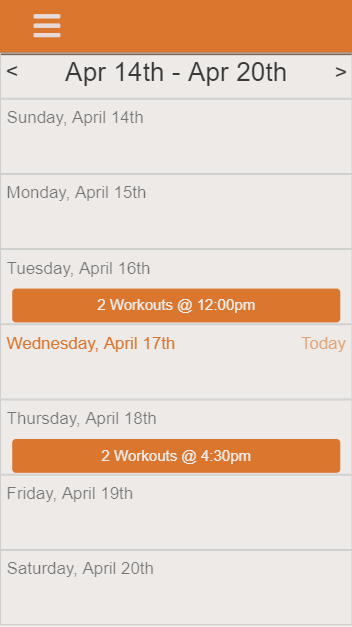 < Apr 14th - Apr 20th >
Sunday, April 14th
Monday, April 15th
Tuesday, April 16th
2 Workouts @ 12:00pm
Wednesday, April 17th Today
Thursday, April 18th
2 Workouts @ 4:30pm
Friday, April 19th
Saturday, April 20th